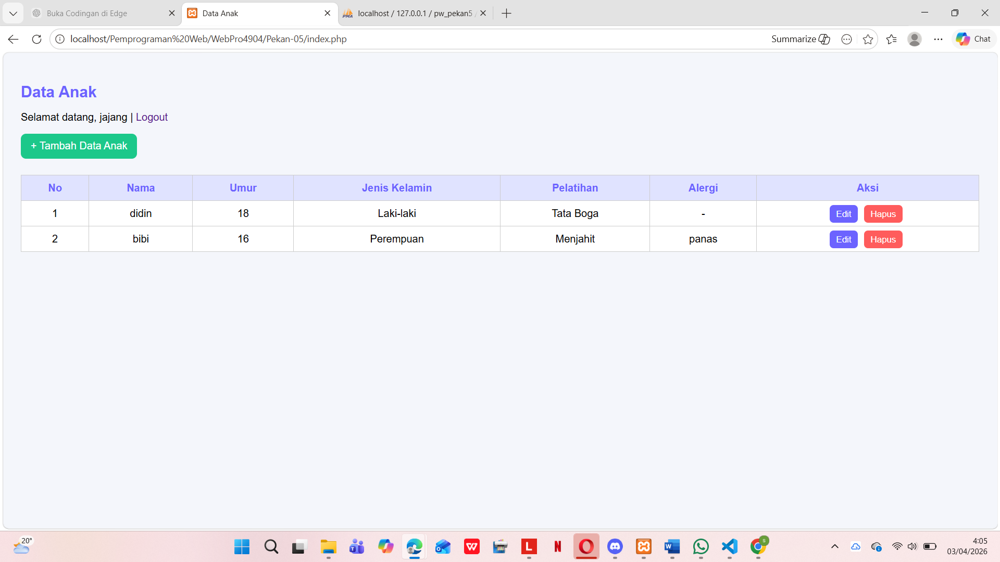 Buka Codingan di Edge
Data Anak
localhost / 127.0.0.1 / pw_pekan5 /
localhost/Pemprograman%20Web/WebPro4904/Pekan-05/index.php
Summarize
Chat
Data Anak
Selamat datang, jajang | Logout
+ Tambah Data Anak
No Nama Umur Jenis Kelamin Pelatihan Alergi Aksi
1 didin 18 Laki-laki Tata Boga - Edit Hapus
2 bibi 16 Perempuan Menjahit panas Edit Hapus
20°
4:05
03/04/2026